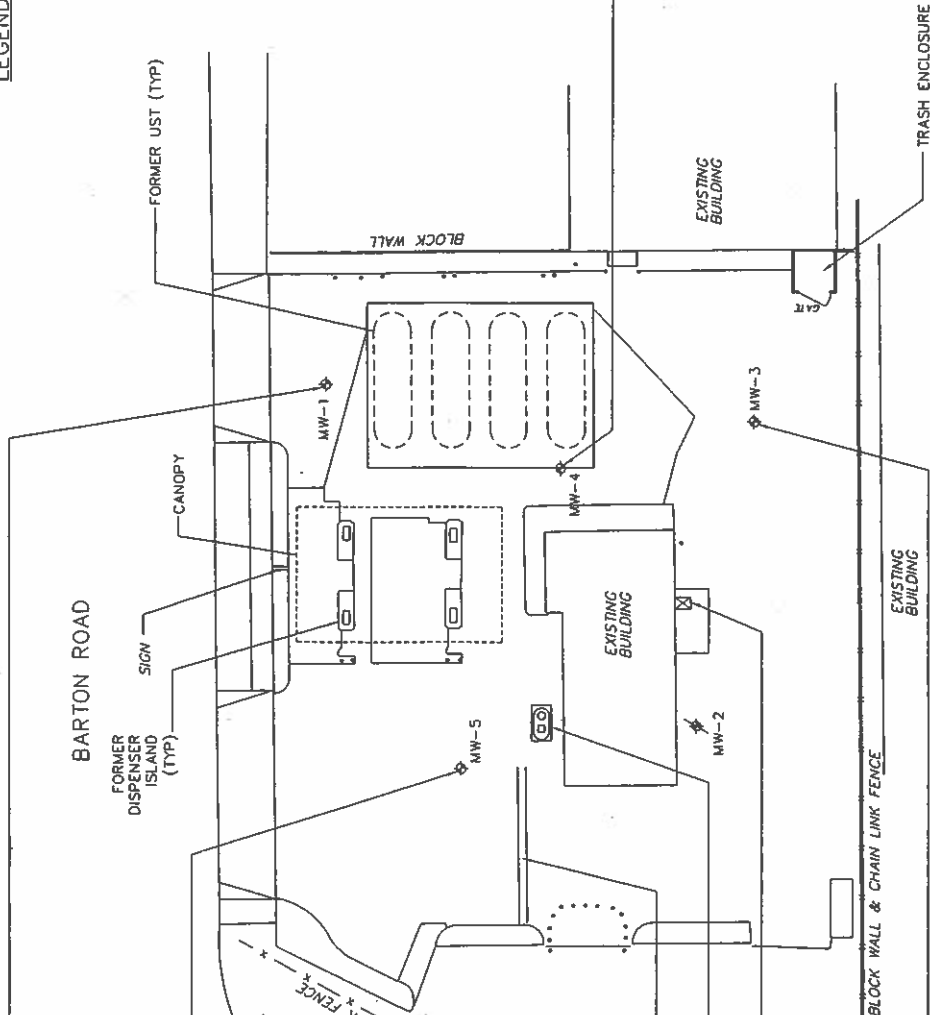 LEGEND
FORMER UST (TYP)
TRASH ENCLOSURE
BARTON ROAD
SIGN
CANOPY
FORMER
DISPENSER
ISLAND
(TYP)
BLOCK WALL
EXISTING
BUILDING
GATE
MW-1
MW-3
MW-4
MW-5
EXISTING
BUILDING
MW-2
EXISTING
BUILDING
BLOCK WALL & CHAIN LINK FENCE
FENCE